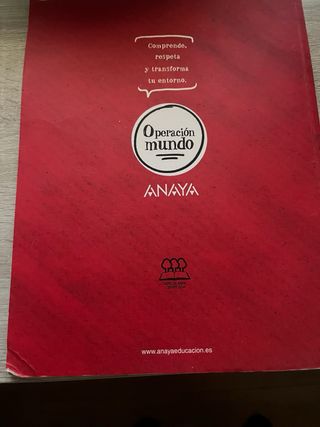 Comprende,
respeta
y transforma
tu entorno.
Operación
mundo
ANAYA
www.anayaeducacion.es